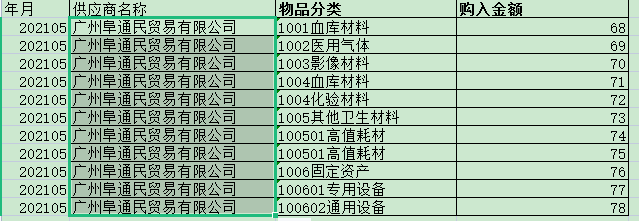 年月 供应商名称 物品分类 购入金额
202105 广州阜通民贸易有限公司 1001血库材料 68
202105 广州阜通民贸易有限公司 1002医用气体 69
202105 广州阜通民贸易有限公司 1003影像材料 70
202105 广州阜通民贸易有限公司 1004血库材料 71
202105 广州阜通民贸易有限公司 1004化验材料 72
202105 广州阜通民贸易有限公司 1005其他卫生材料 73
202105 广州阜通民贸易有限公司 100501高值耗材 74
202105 广州阜通民贸易有限公司 100501高值耗材 75
202105 广州阜通民贸易有限公司 1006固定资产 76
202105 广州阜通民贸易有限公司 100601专用设备 77
202105 广州阜通民贸易有限公司 100602通用设备 78